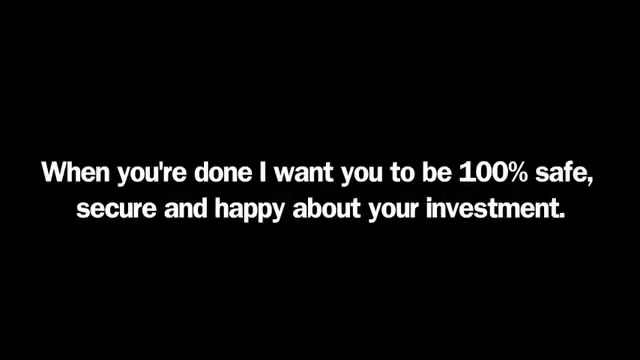 When you're done I want you to be 100% safe,
secure and happy about your investment.